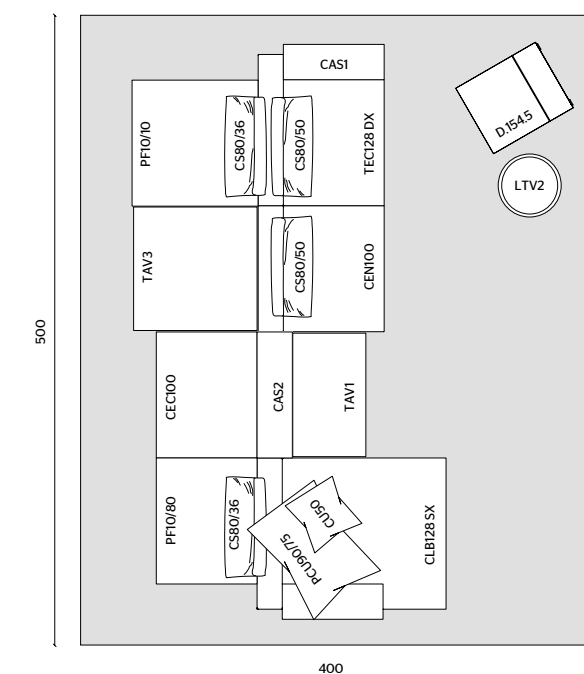 CAS1
D.154.5
PF10/10
CS80/36
CS80/50
TEC128 DX
LTV2
TAV3
CS80/50
CEN100
500
CEC100
CAS2
TAV1
PF10/80
CS80/36
CU50
PCU90/75
CLB128 SX
400